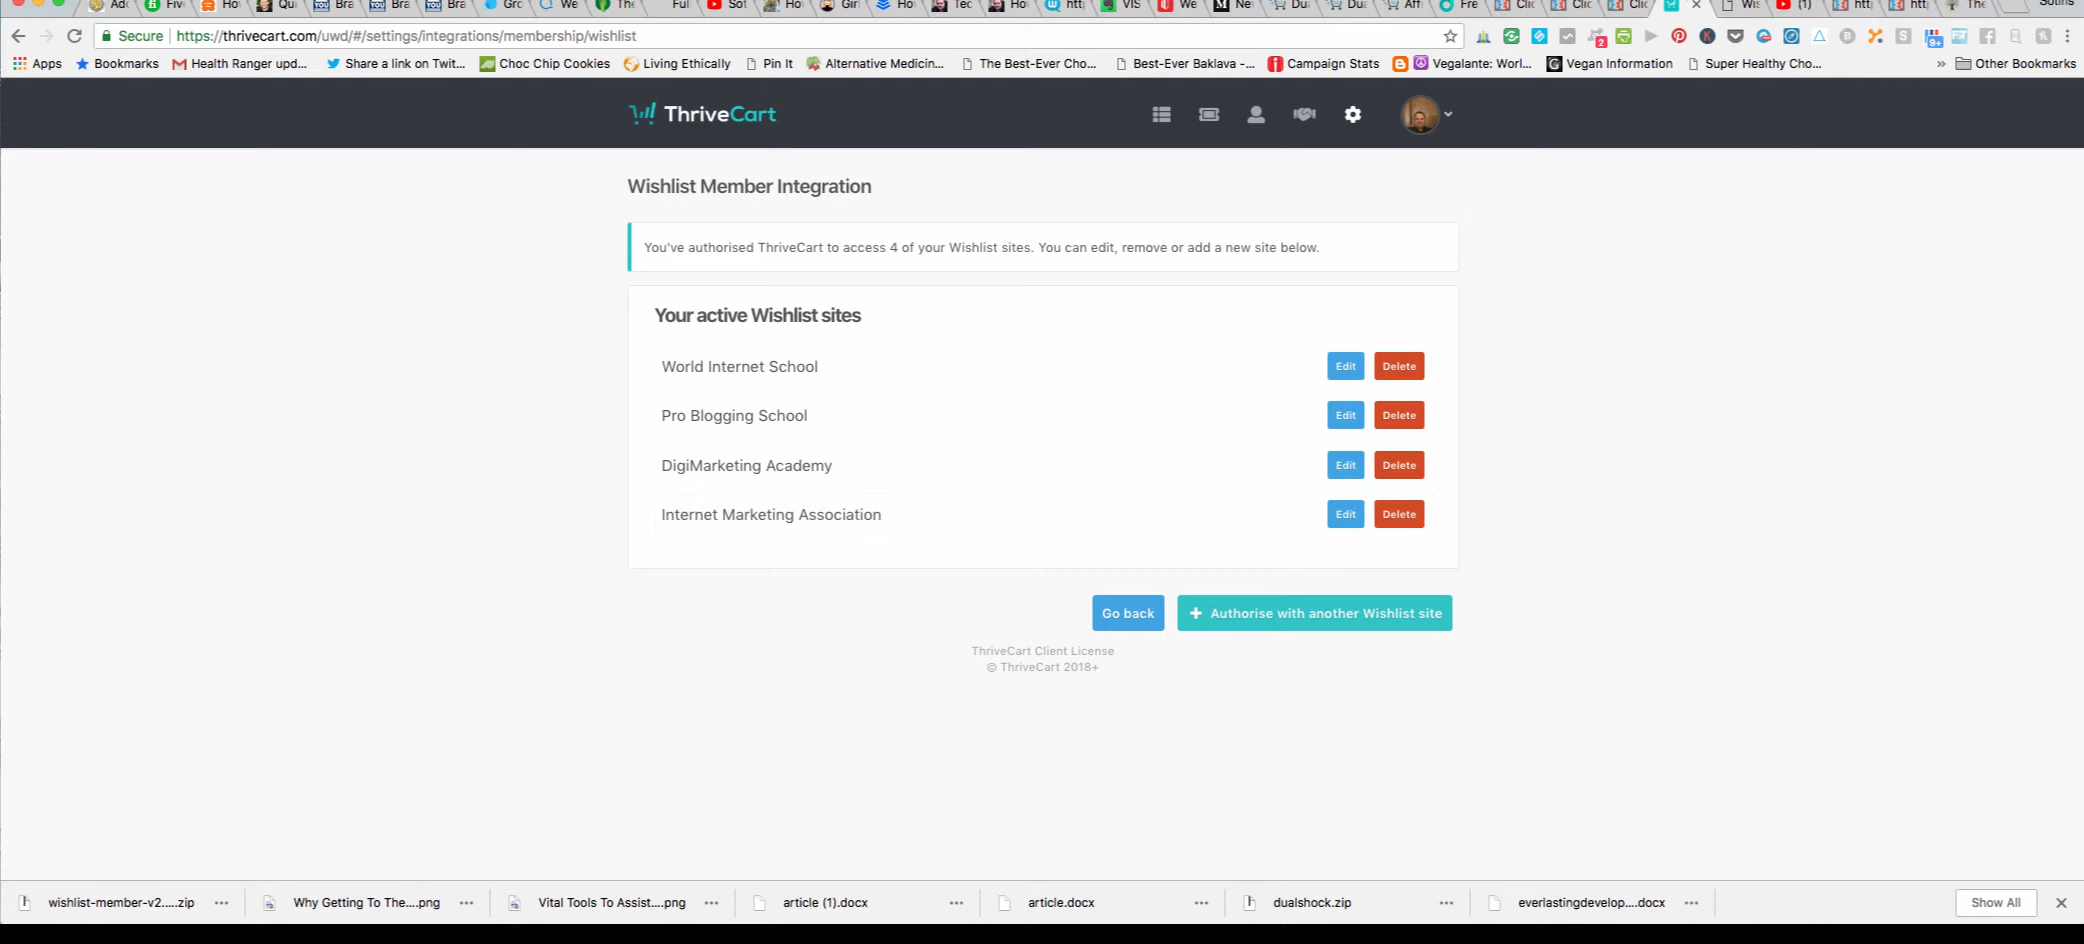 Secure https://thrivecart.com/uwd/#/settings/integrations/membership/wishlist
Apps Bookmarks Health Ranger upd... Share a link on Twit... Choc Chip Cookies Living Ethically Pin It Alternative Medicin... The Best-Ever Cho... Best-Ever Baklava -... Campaign Stats Vegalante: Worl... Vegan Information Super Healthy Cho... » Other Bookmarks
ThriveCart
Wishlist Member Integration
You've authorised ThriveCart to access 4 of your Wishlist sites. You can edit, remove or add a new site below.
Your active Wishlist sites
World Internet School Edit Delete
Pro Blogging School Edit Delete
DigiMarketing Academy Edit Delete
Internet Marketing Association Edit Delete
Go back + Authorise with another Wishlist site
ThriveCart Client License
© ThriveCart 2018+
wishlist-member-v2.....zip Why Getting To The....png Vital Tools To Assist....png article (1).docx article.docx dualshock.zip everlastingdevelop....docx Show All